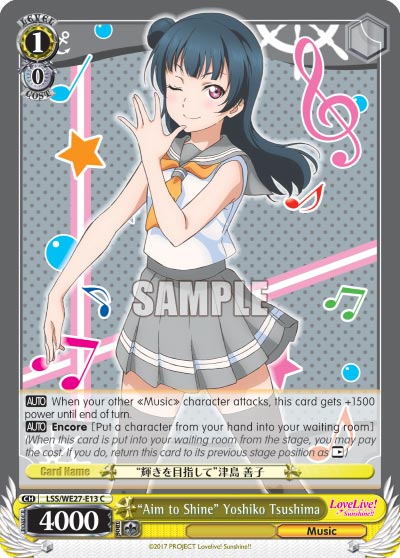 LEVEL
1
0
COST
SAMPLE
AUTO When your other «Music» character attacks, this card gets +1500
power until end of turn.
AUTO Encore [Put a character from your hand into your waiting room]
(When this card is put into your waiting room from the stage, you may pay
the cost. If you do, return this card to its previous stage position as
Card Name
“輝きを目指して”津島 善子
CH LSS/WE27-E13 C
“Aim to Shine” Yoshiko Tsushima
LoveLive!
Sunshine!!
POWER
4000
Music
©2017 PROJECT Lovelive! Sunshine!!